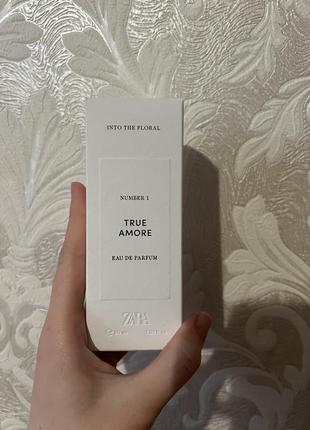 INTO THE FLORAL
NUMBER 1
TRUE
AMORE
EAU DE PARFUM
ZARA